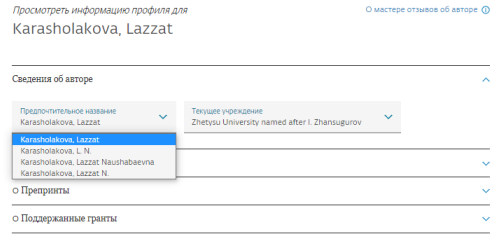 Просмотреть информацию профиля для
О мастере отзывов об авторе
Karasholakova, Lazzat
Сведения об авторе
Предпочтительное название
Karasholakova, Lazzat
Текущее учреждение
Zhetysu University named after I. Zhansugurov
Karasholakova, Lazzat
Karasholakova, L. N.
Karasholakova, Lazzat Naushabaevna
Karasholakova, Lazzat N.
Препринты
Поддержанные гранты